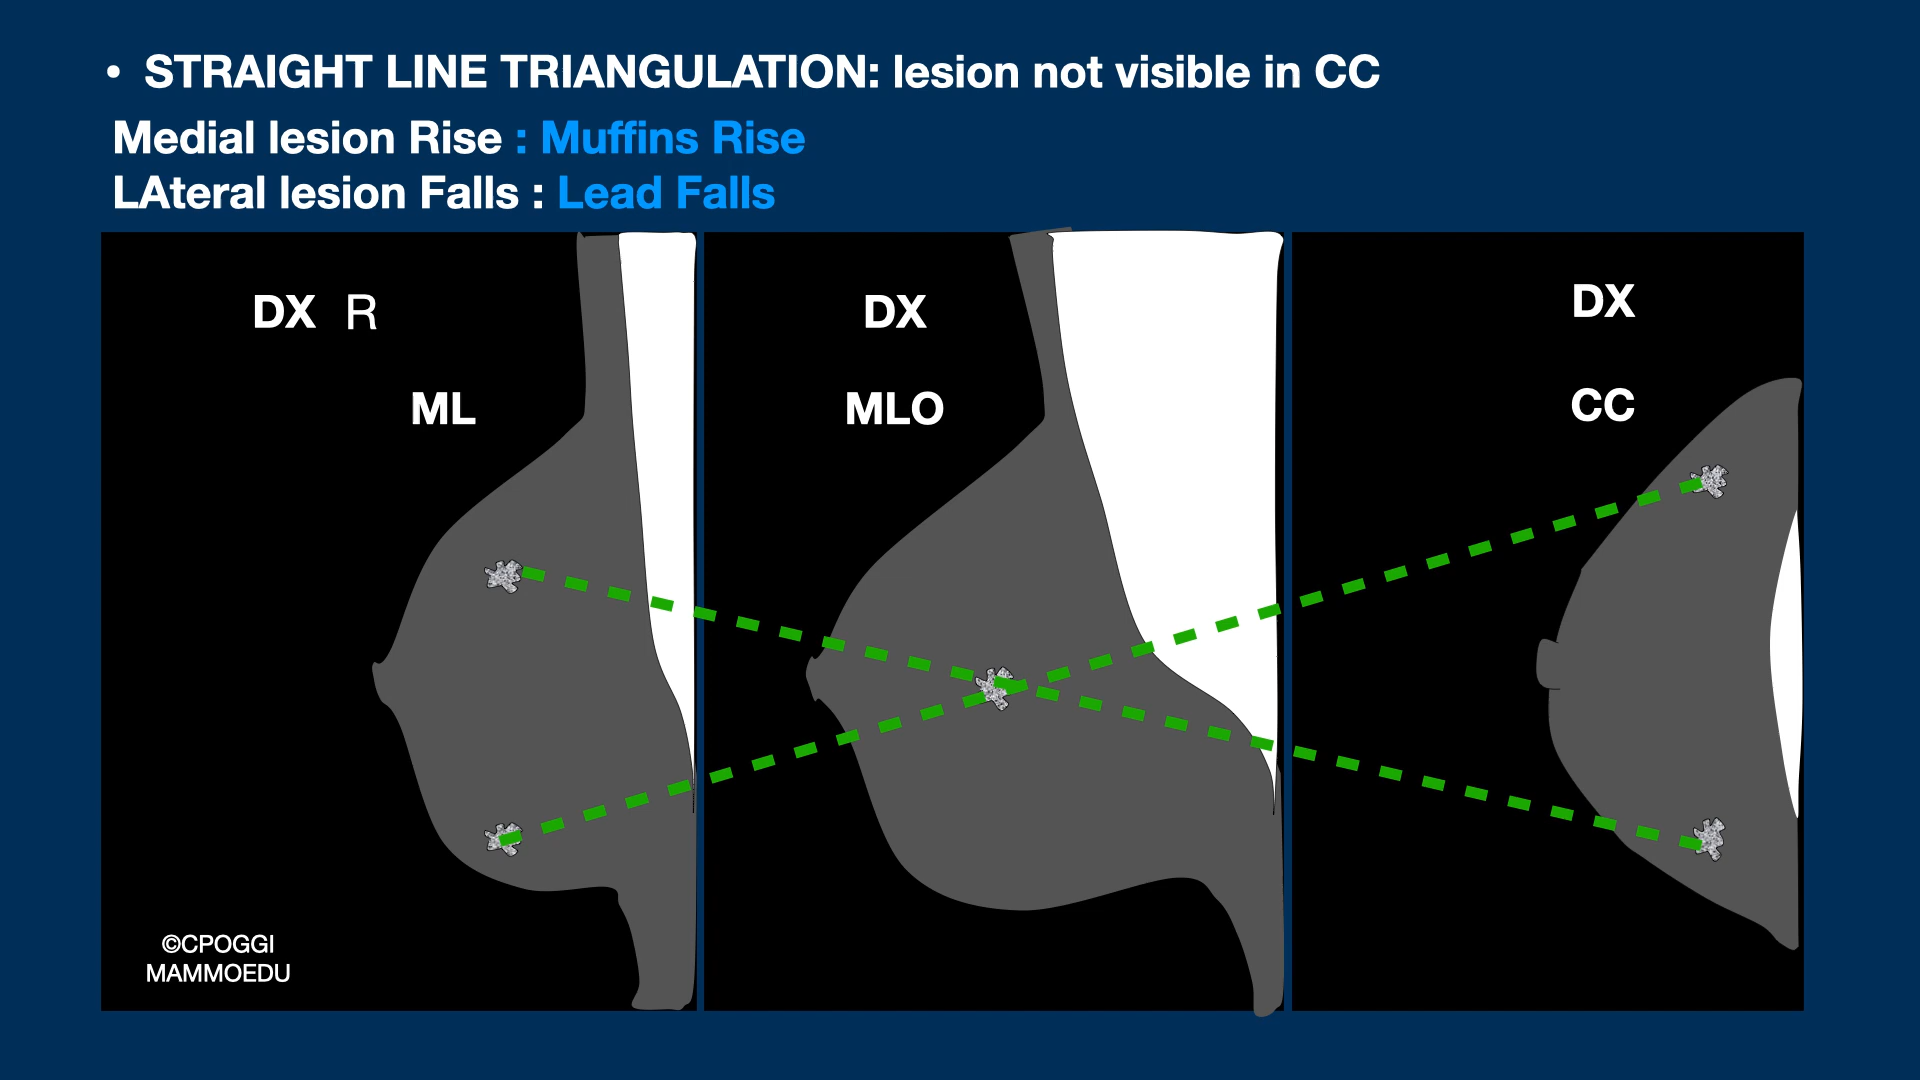 • STRAIGHT LINE TRIANGULATION: lesion not visible in CC
Medial lesion Rise : Muffins Rise
LAteral lesion Falls : Lead Falls
DX R
ML
DX
MLO
DX
CC
©CPOGGI
MAMMOEDU